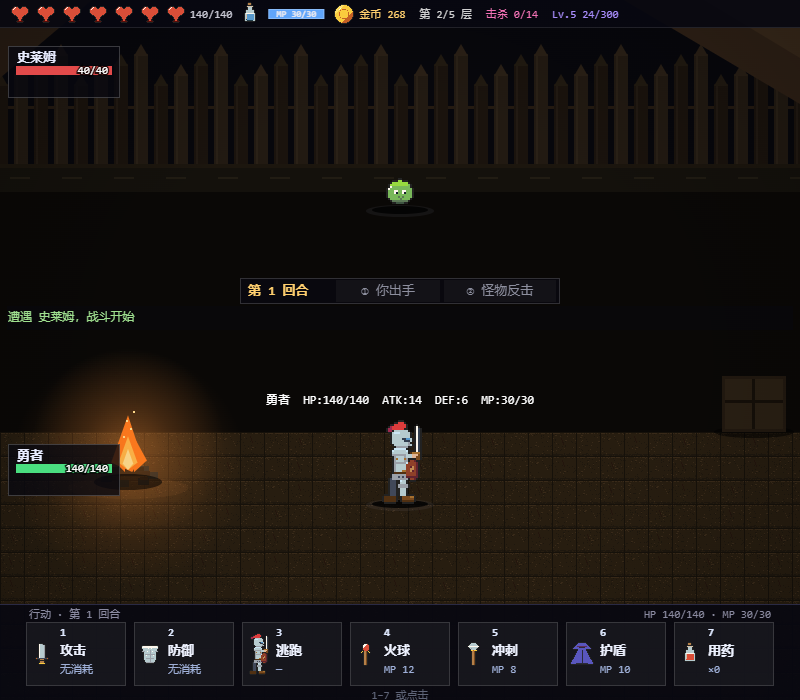 140/140 MP 30/30 金币 268 第 2/5 层 击杀 0/14 Lv.5 24/300
史莱姆
40/40
第 1 回合 ① 你出手 ② 怪物反击
遭遇 史莱姆，战斗开始
勇者 HP:140/140 ATK:14 DEF:6 MP:30/30
勇者
140/140
行动 · 第 1 回合 HP 140/140 · MP 30/30
1 2 3 4 5 6 7
攻击 防御 逃跑 火球 冲刺 护盾 用药
无消耗 无消耗 — MP 12 MP 8 MP 10 ×0
1-7 或点击